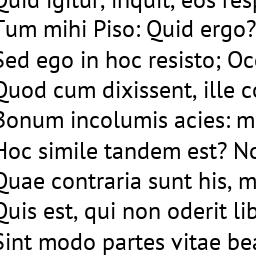 Quid igitur, inquit, eos resp
Tum mihi Piso: Quid ergo?
Sed ego in hoc resisto; Occ
Quod cum dixissent, ille co
Bonum incolumis acies: m
Hoc simile tandem est? No
Quae contraria sunt his, m
Quis est, qui non oderit lib
Sint modo partes vitae bea